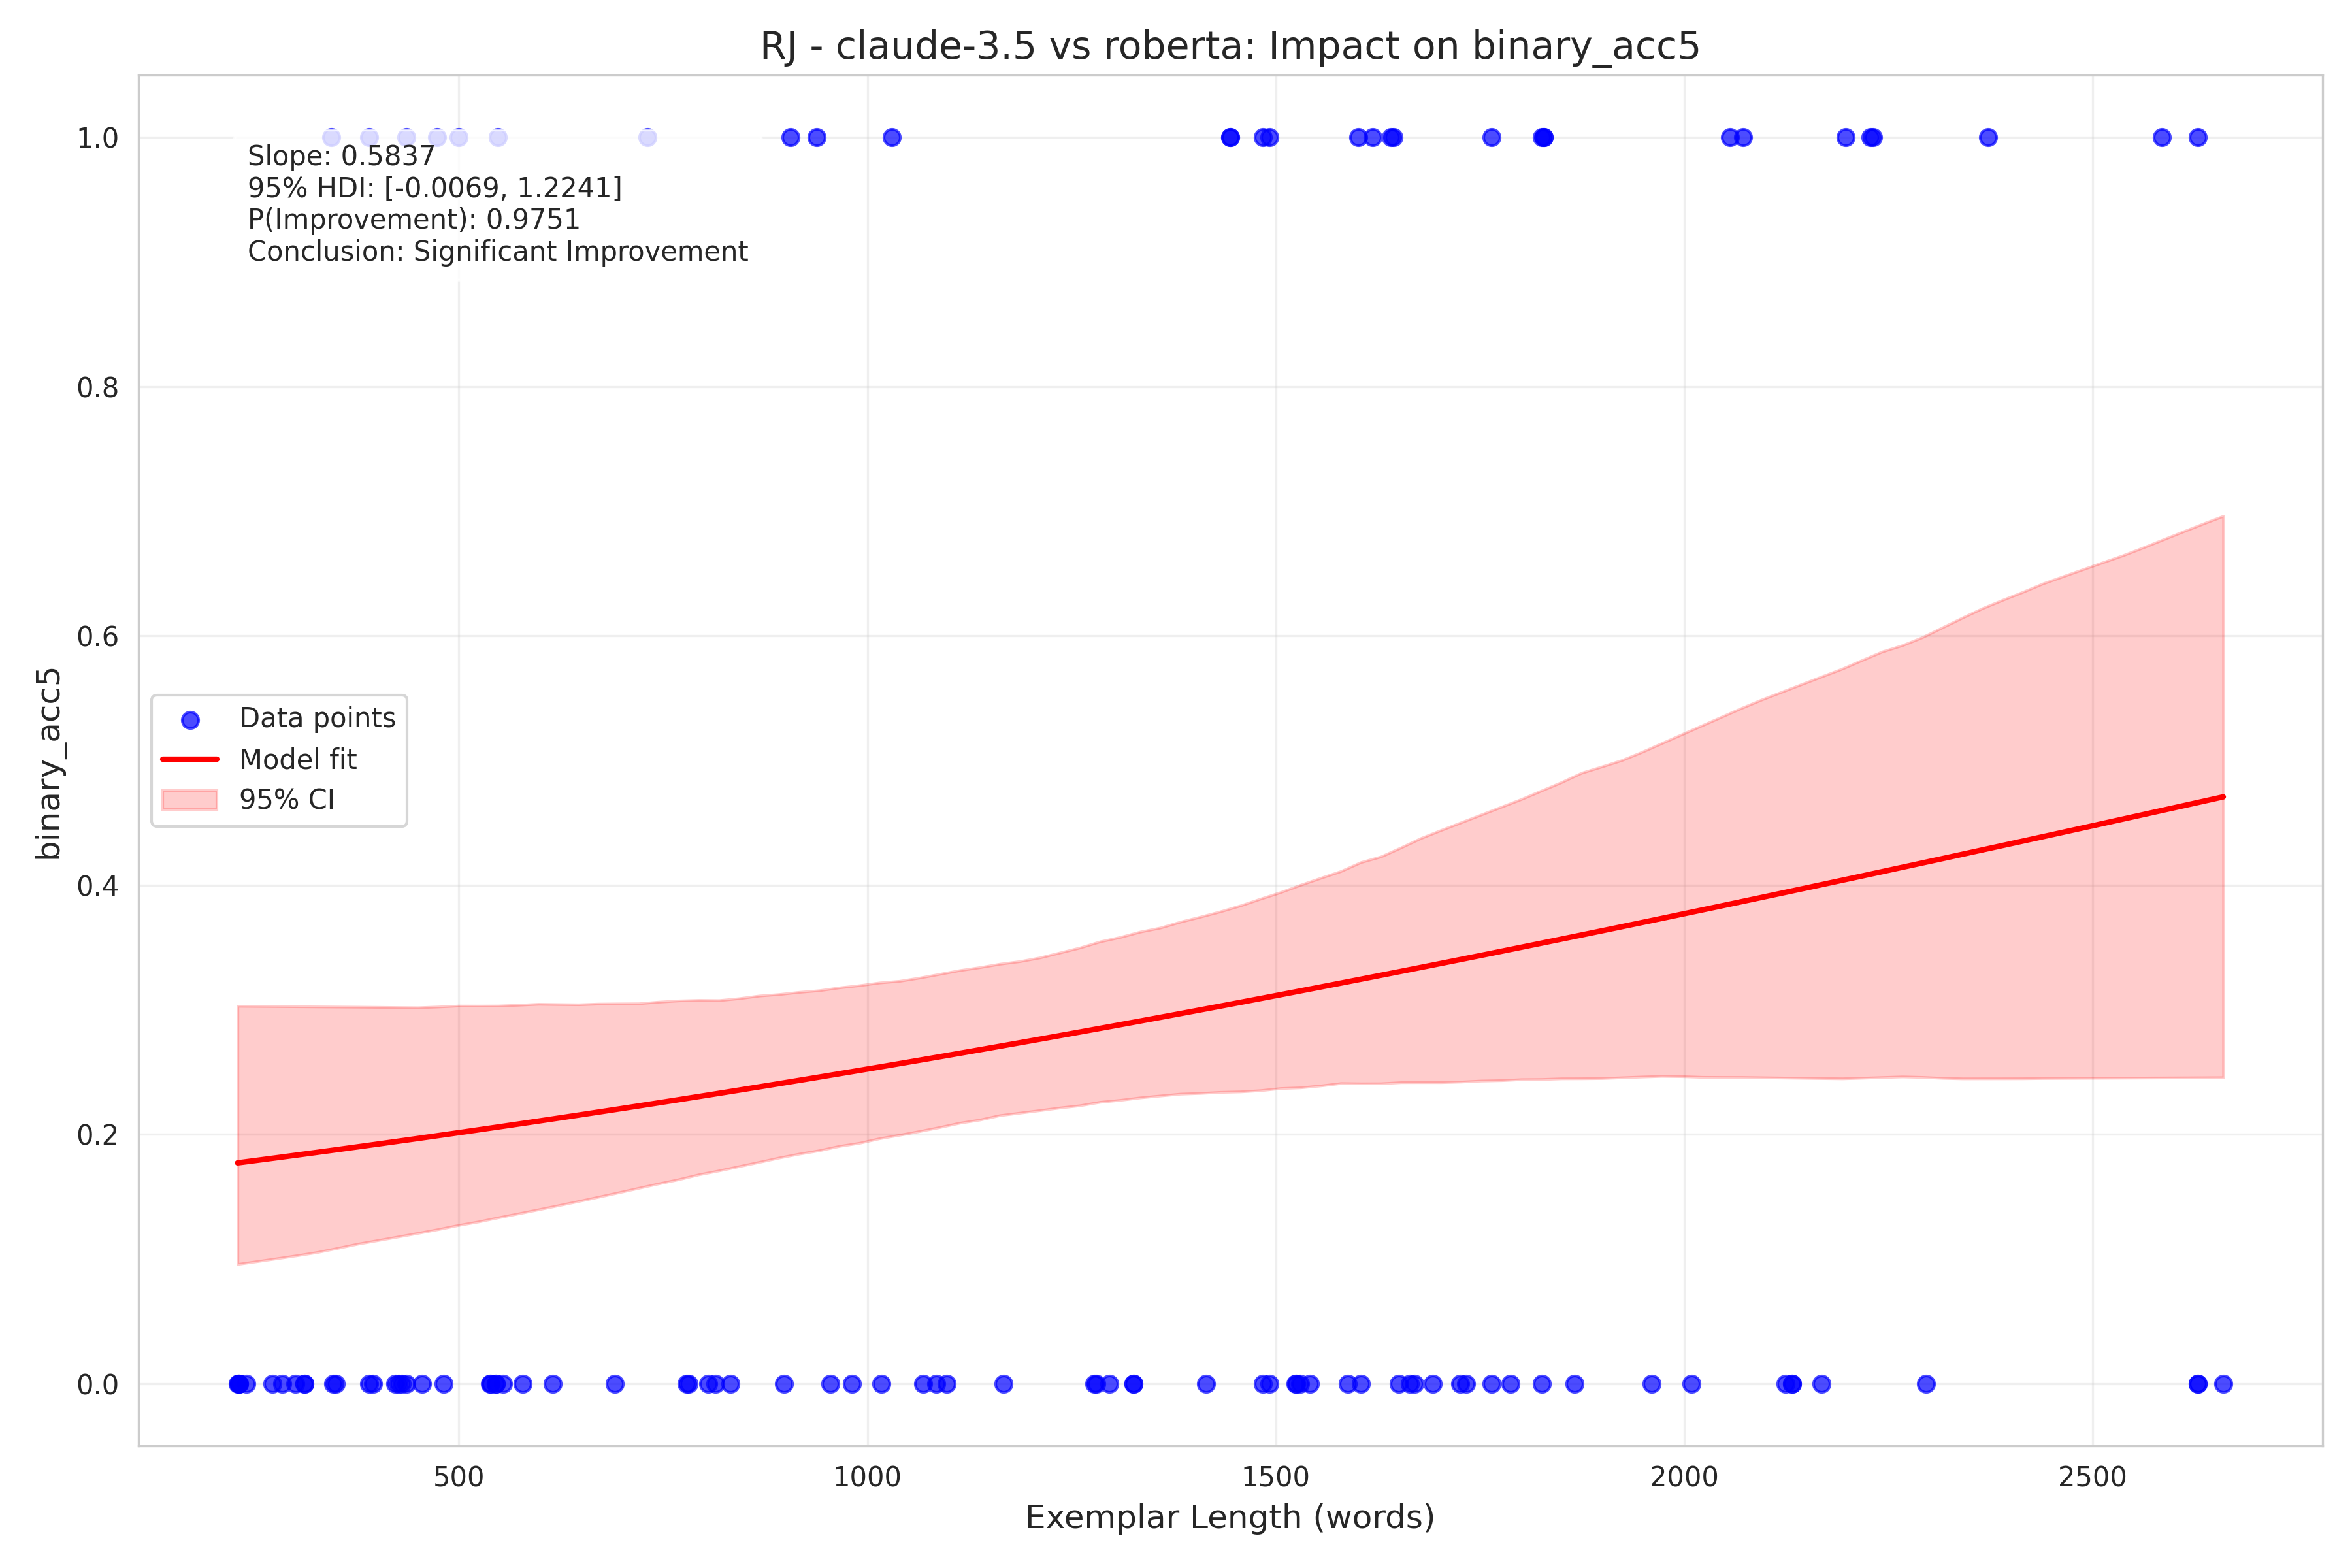 RJ - claude-3.5 vs roberta: Impact on binary_acc5
1.0
0.8
0.6
0.4
0.2
0.0
binary_acc5
Slope: 0.5837
95% HDI: [-0.0069, 1.2241]
P(Improvement): 0.9751
Conclusion: Significant Improvement
Data points
Model fit
95% CI
500
1000
1500
2000
2500
Exemplar Length (words)